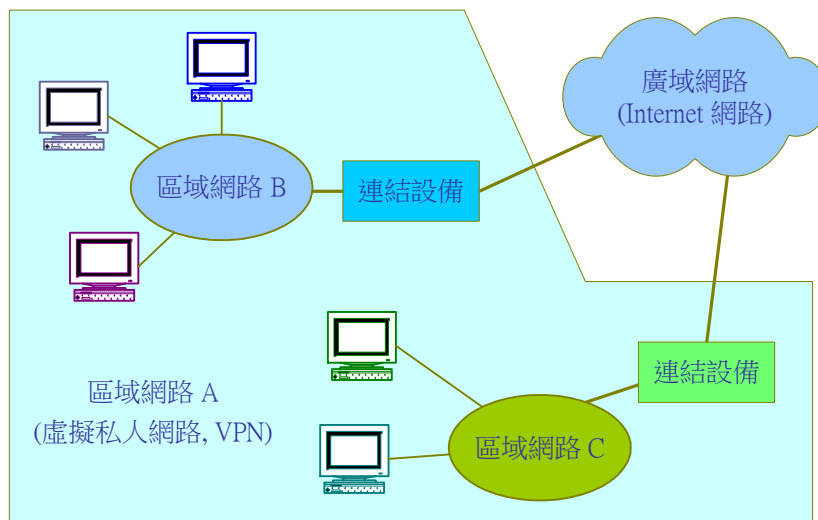 廣域網路
(Internet 網路)
區域網路 B
連結設備
連結設備
區域網路 A
(虛擬私人網路, VPN)
區域網路 C